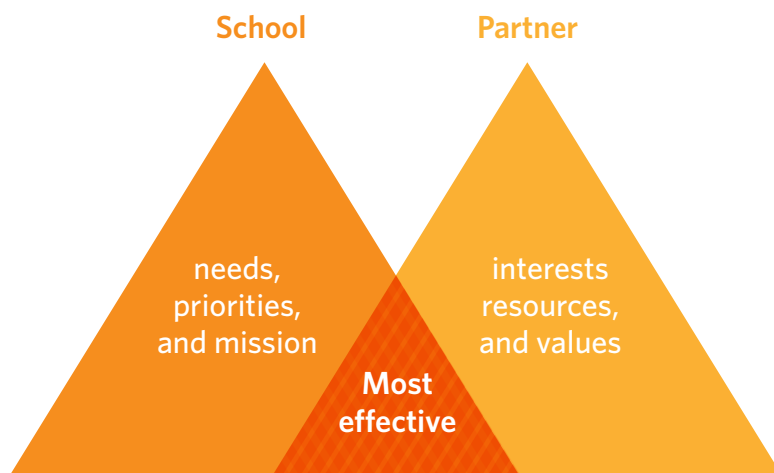 School
Partner
needs,
priorities,
and mission
interests
resources,
and values
Most
effective